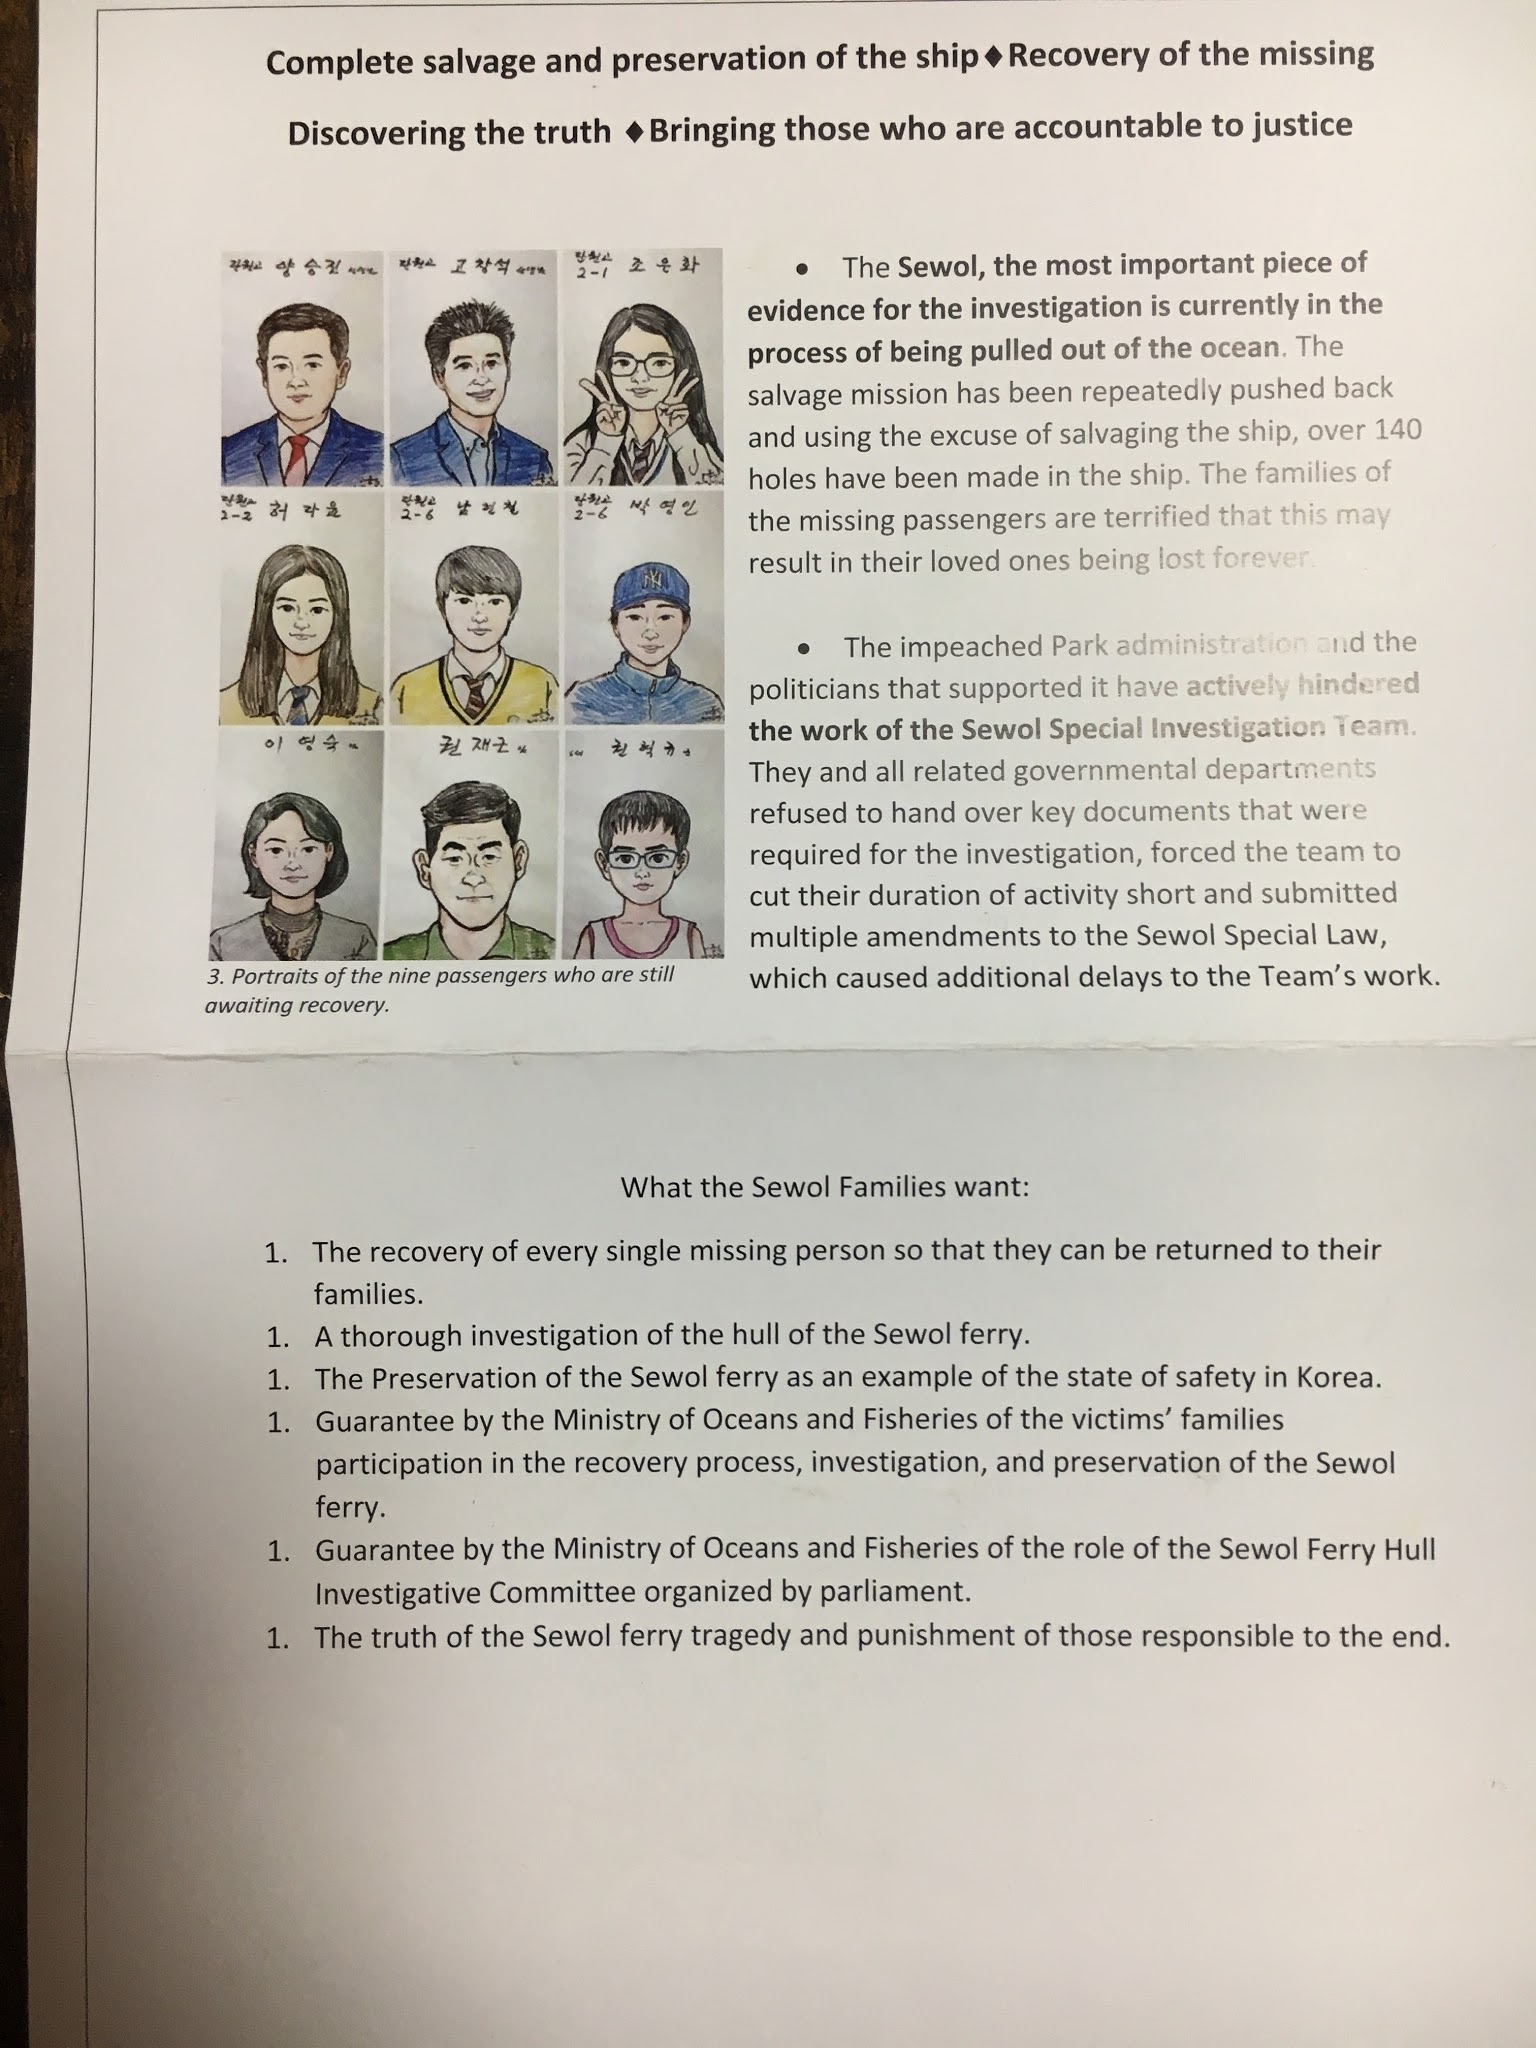 Complete salvage and preservation of the ship♦Recovery of the missing
Discovering the truth ♦Bringing those who are accountable to justice
단원고 양승진 선생님
단원고 고창석 선생님
단원고 2-1 조은화
단원고 2-2 허다윤
단원고 2-6 남현철
단원고 2-6 박영인
이영숙 님
권재근 님
권혁규
3. Portraits of the nine passengers who are still
awaiting recovery.
• The Sewol, the most important piece of
evidence for the investigation is currently in the
process of being pulled out of the ocean. The
salvage mission has been repeatedly pushed back
and using the excuse of salvaging the ship, over 140
holes have been made in the ship. The families of
the missing passengers are terrified that this may
result in their loved ones being lost forever.
• The impeached Park administration and the
politicians that supported it have actively hindered
the work of the Sewol Special Investigation Team.
They and all related governmental departments
refused to hand over key documents that were
required for the investigation, forced the team to
cut their duration of activity short and submitted
multiple amendments to the Sewol Special Law,
which caused additional delays to the Team's work.
What the Sewol Families want:
1. The recovery of every single missing person so that they can be returned to their
families.
1. A thorough investigation of the hull of the Sewol ferry.
1. The Preservation of the Sewol ferry as an example of the state of safety in Korea.
1. Guarantee by the Ministry of Oceans and Fisheries of the victims' families
participation in the recovery process, investigation, and preservation of the Sewol
ferry.
1. Guarantee by the Ministry of Oceans and Fisheries of the role of the Sewol Ferry Hull
Investigative Committee organized by parliament.
1. The truth of the Sewol ferry tragedy and punishment of those responsible to the end.